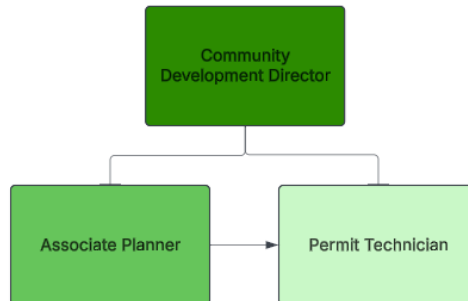 Community
Development Director
Associate Planner
Permit Technician